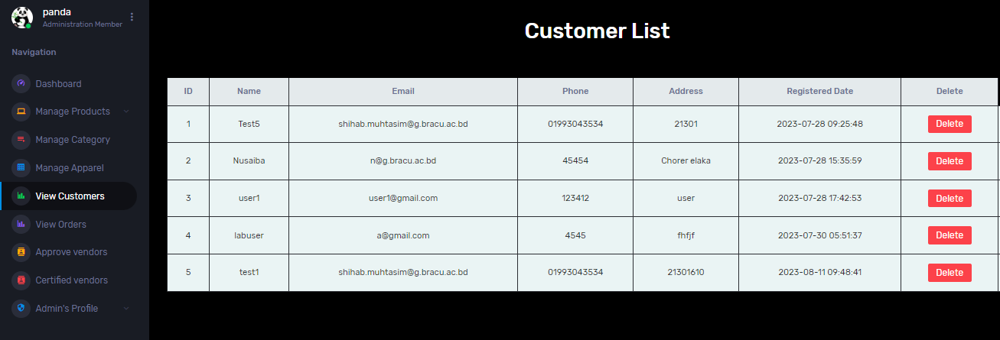 panda
Administration Member
Navigation
Dashboard
Manage Products
Manage Category
Manage Apparel
View Customers
View Orders
Approve vendors
Certified vendors
Admin's Profile
Customer List
ID Name Email Phone Address Registered Date Delete
1 Test5 shihab.muhtasim@g.bracu.ac.bd 01993043534 21301 2023-07-28 09:25:48 Delete
2 Nusaiba n@g.bracu.ac.bd 45454 Chorer elaka 2023-07-28 15:35:59 Delete
3 user1 user1@gmail.com 123412 user 2023-07-28 17:42:53 Delete
4 labuser a@gmail.com 4545 fhfjf 2023-07-30 05:51:37 Delete
5 test1 shihab.muhtasim@g.bracu.ac.bd 01993043534 21301610 2023-08-11 09:48:41 Delete